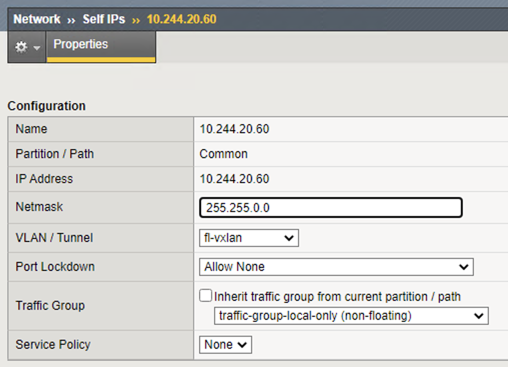 Network ›› Self IPs ›› 10.244.20.60
Properties
Configuration
Name 10.244.20.60
Partition / Path Common
IP Address 10.244.20.60
Netmask 255.255.0.0
VLAN / Tunnel fl-vxlan
Port Lockdown Allow None
Traffic Group Inherit traffic group from current partition / path
traffic-group-local-only (non-floating)
Service Policy None